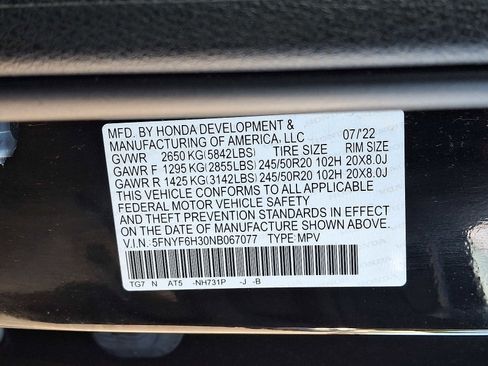 MFD. BY HONDA DEVELOPMENT &
MANUFACTURING OF AMERICA, LLC 07/'22
GVWR 2650 KG(5842LBS) TIRE SIZE RIM SIZE
GAWR F 1295 KG(2855LBS) 245/50R20 102H 20X8.0J
GAWR R 1425 KG(3142LBS) 245/50R20 102H 20X8.0J
THIS VEHICLE CONFORMS TO ALL APPLICABLE
FEDERAL MOTOR VEHICLE SAFETY
AND THEFT PREVENTION STANDARDS IN EFFECT
ON THE DATE OF MANUFACTURE SHOWN ABOVE.
V.I.N.: 5FNYF6H30NB067077 TYPE: MPV
TG7 N AT5 -NH731P -J -B